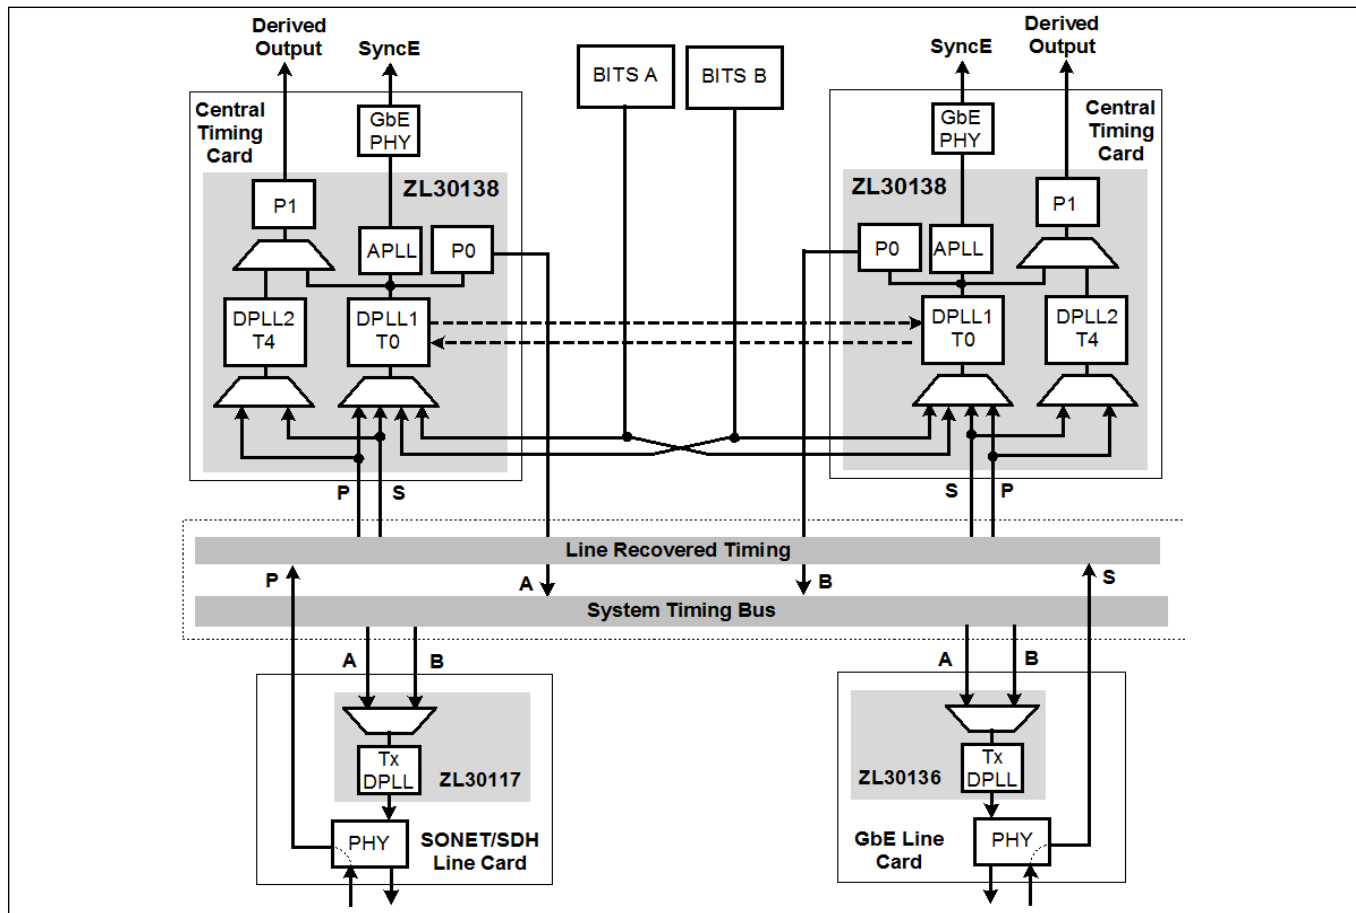 Derived
Output
SyncE
BITS A
BITS B
SyncE
Derived
Output
Central
Timing
Card
GbE
PHY
GbE
PHY
Central
Timing
Card
ZL30138
ZL30138
P1
APLL
P0
P0
APLL
P1
DPLL2
T4
DPLL1
T0
DPLL1
T0
DPLL2
T4
P
S
S
P
Line Recovered Timing
P
A
B
S
System Timing Bus
A
B
A
B
Tx
DPLL
ZL30117
ZL30136
Tx
DPLL
PHY
SONET/SDH
Line Card
GbE Line
Card
PHY